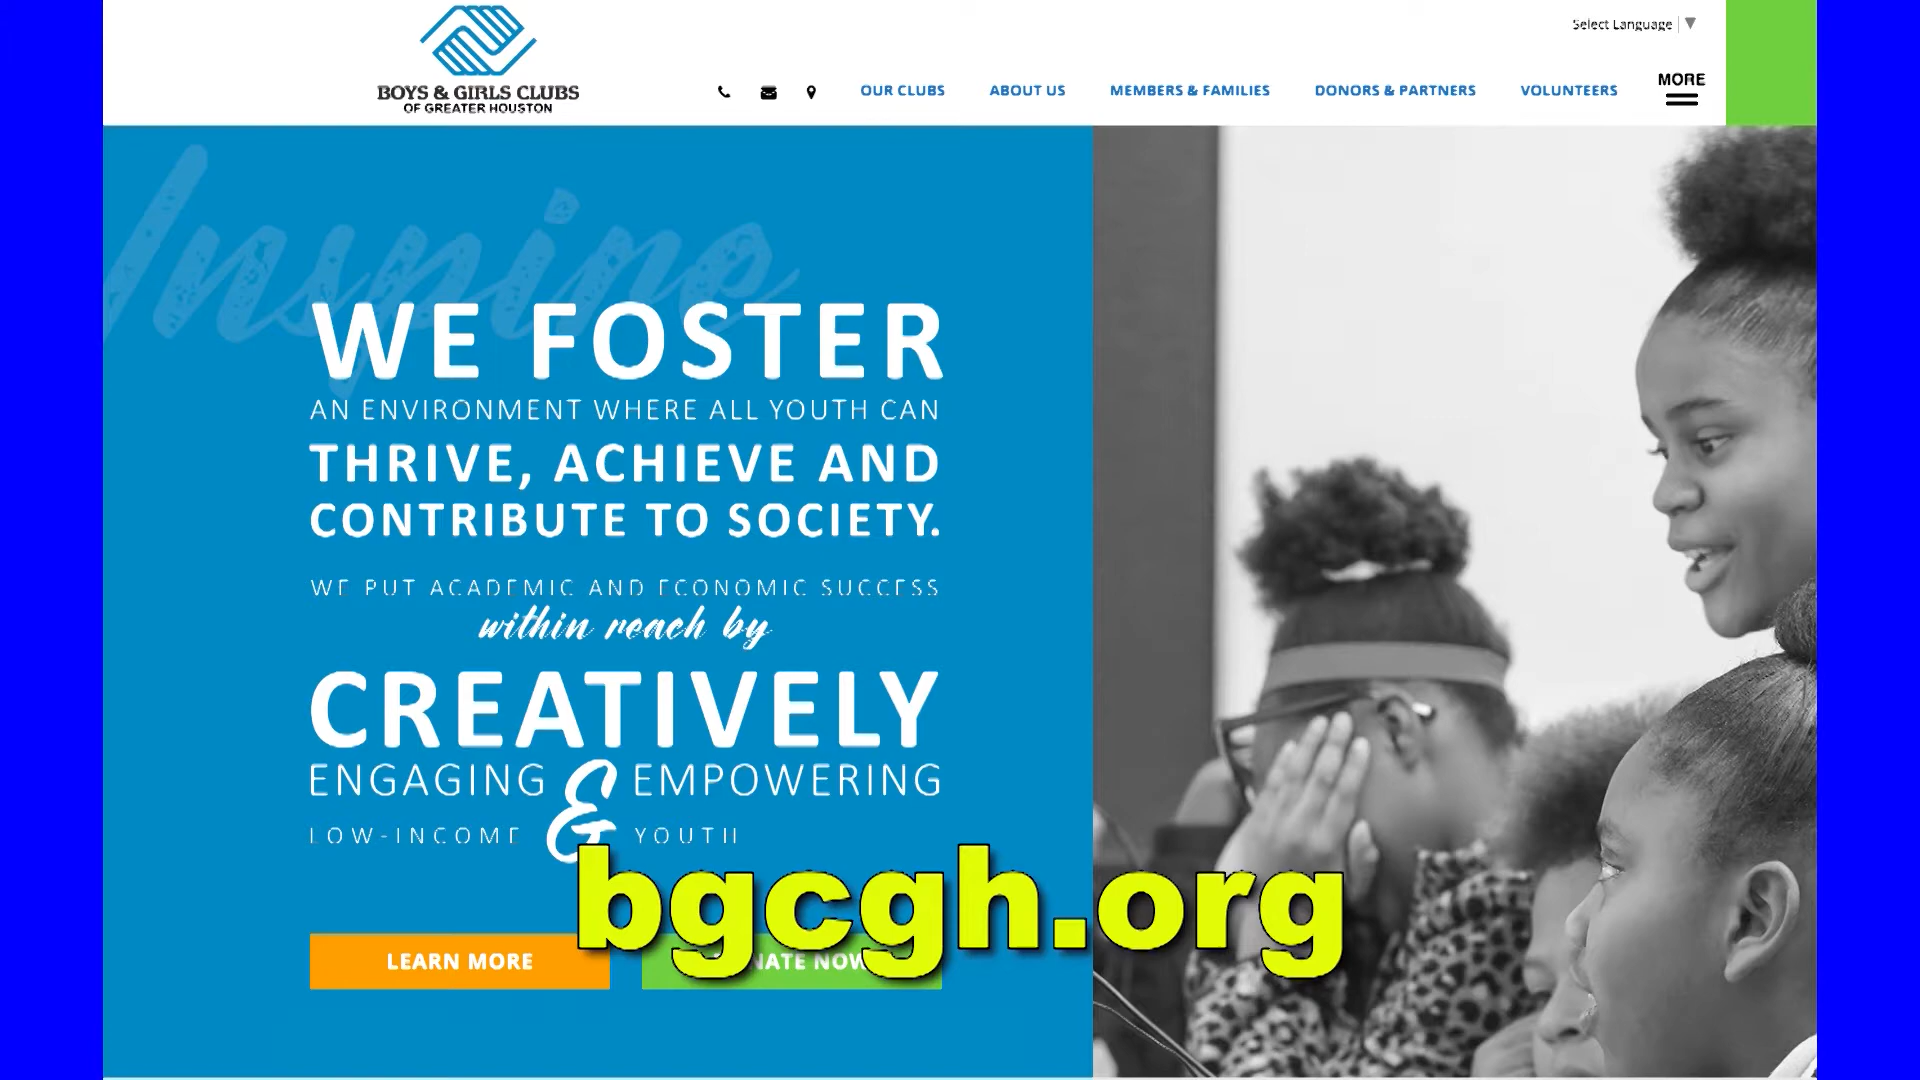 Select Language
BOYS & GIRLS CLUBS
OF GREATER HOUSTON
OUR CLUBS
ABOUT US
MEMBERS & FAMILIES
DONORS & PARTNERS
VOLUNTEERS
MORE
Inspire
WE FOSTER
AN ENVIRONMENT WHERE ALL YOUTH CAN
THRIVE, ACHIEVE AND
CONTRIBUTE TO SOCIETY.
WE PUT ACADEMIC AND ECONOMIC SUCCESS
within reach by
CREATIVELY
ENGAGING & EMPOWERING
LOW-INCOME YOUTH
bgcgh.org
LEARN MORE
NOW